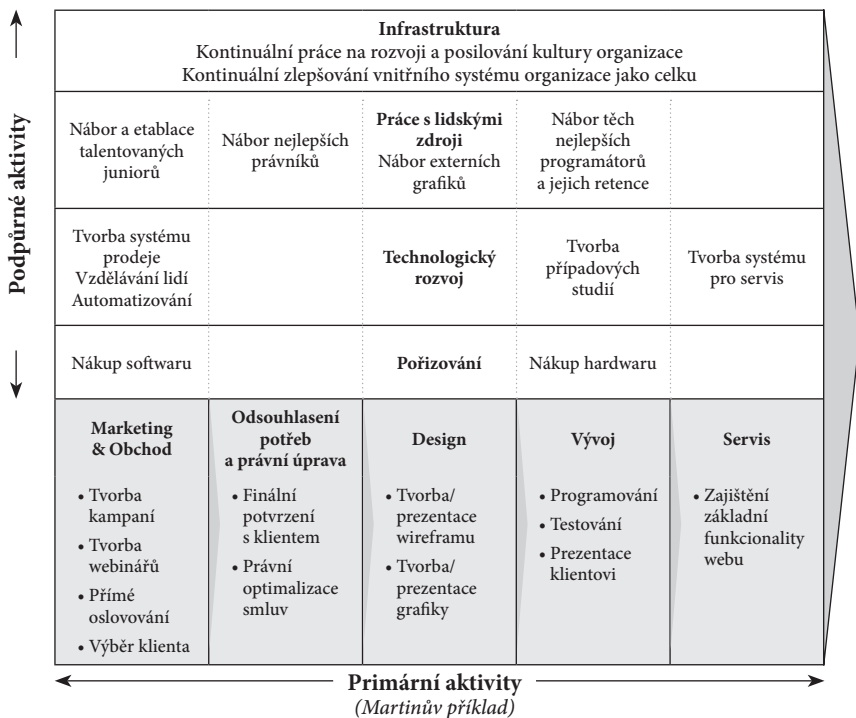 Infrastruktura
Kontinuální práce na rozvoji a posilování kultury organizace
Kontinuální zlepšování vnitřního systému organizace jako celku
Podpůrné aktivity
Nábor a etablace
talentovaných
juniorů
Nábor nejlepších
právníků
Práce s lidskými
zdroji
Nábor externích
grafiků
Nábor těch
nejlepších
programátorů
a jejich retence
Tvorba systému
prodeje
Vzdělávání lidí
Automatizování
Technologický
rozvoj
Tvorba
případových
studií
Tvorba systému
pro servis
Nákup softwaru
Pořizování
Nákup hardwaru
Marketing
& Obchod
• Tvorba
kampaní
• Tvorba
webinářů
• Přímé
oslovování
• Výběr klienta
Odsouhlasení
potřeb
a právní úprava
• Finální
potvrzení
s klientem
• Právní
optimalizace
smluv
Design
• Tvorba/
prezentace
wireframu
• Tvorba/
prezentace
grafiky
Vývoj
• Programování
• Testování
• Prezentace
klientovi
Servis
• Zajištění
základní
funkcionality
webu
Primární aktivity
(Martinův příklad)